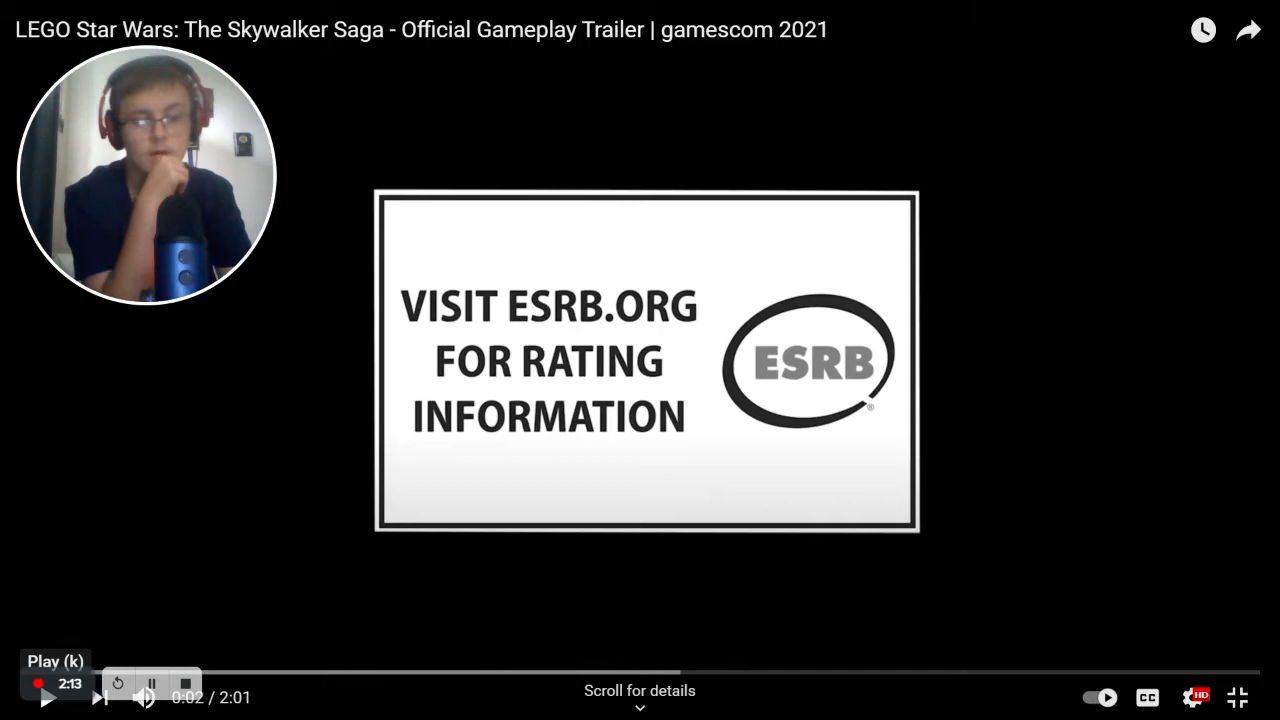 LEGO Star Wars: The Skywalker Saga - Official Gameplay Trailer | gamescom 2021
VISIT ESRB.ORG
FOR RATING
INFORMATION
ESRB
®
Play (k)
2:13
0:02 / 2:01
Scroll for details
CC
HD